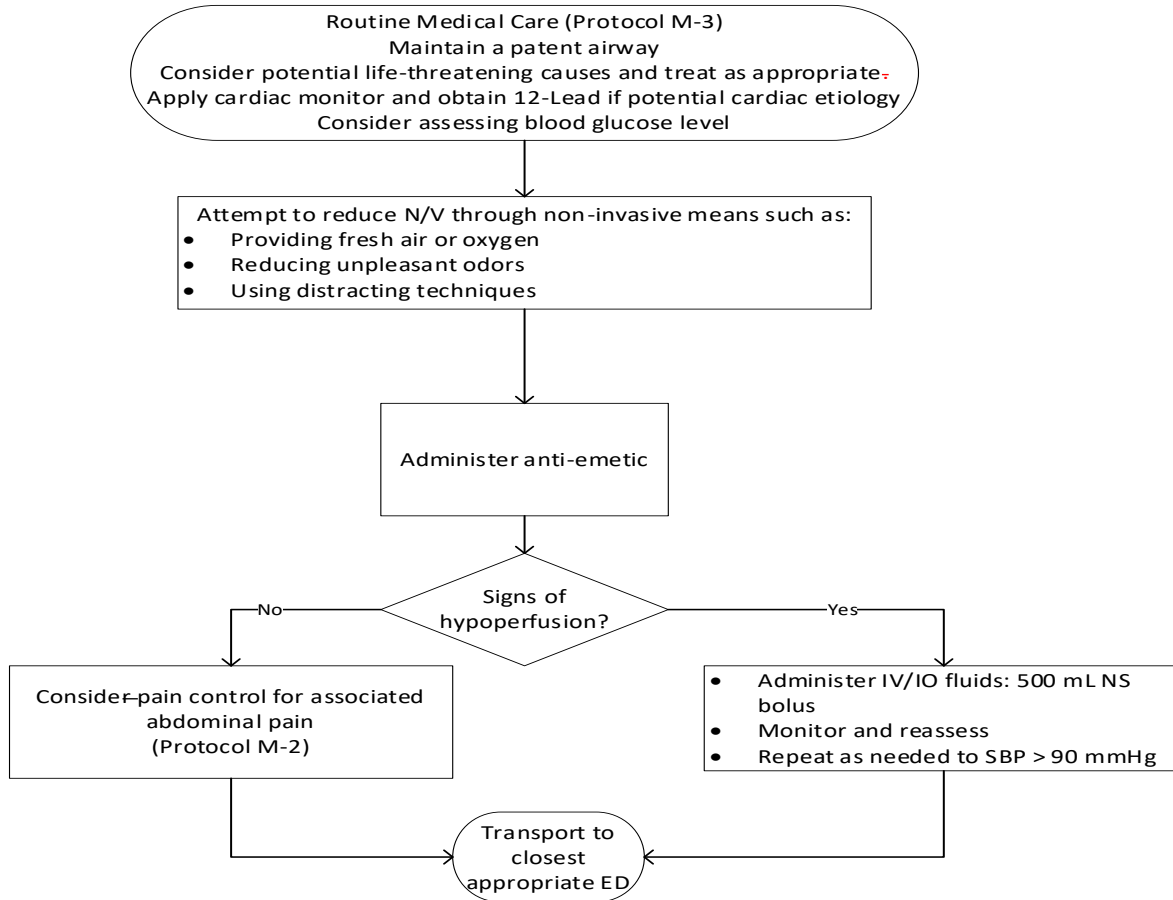 Routine Medical Care (Protocol M-3)
Maintain a patent airway
Consider potential life-threatening causes and treat as appropriate.
Apply cardiac monitor and obtain 12-Lead if potential cardiac etiology
Consider assessing blood glucose level
Attempt to reduce N/V through non-invasive means such as:
• Providing fresh air or oxygen
• Reducing unpleasant odors
• Using distracting techniques
Administer anti-emetic
Signs of
hypoperfusion?
No
Yes
Consider pain control for associated
abdominal pain
(Protocol M-2)
• Administer IV/IO fluids: 500 mL NS
bolus
• Monitor and reassess
• Repeat as needed to SBP > 90 mmHg
Transport to
closest
appropriate ED